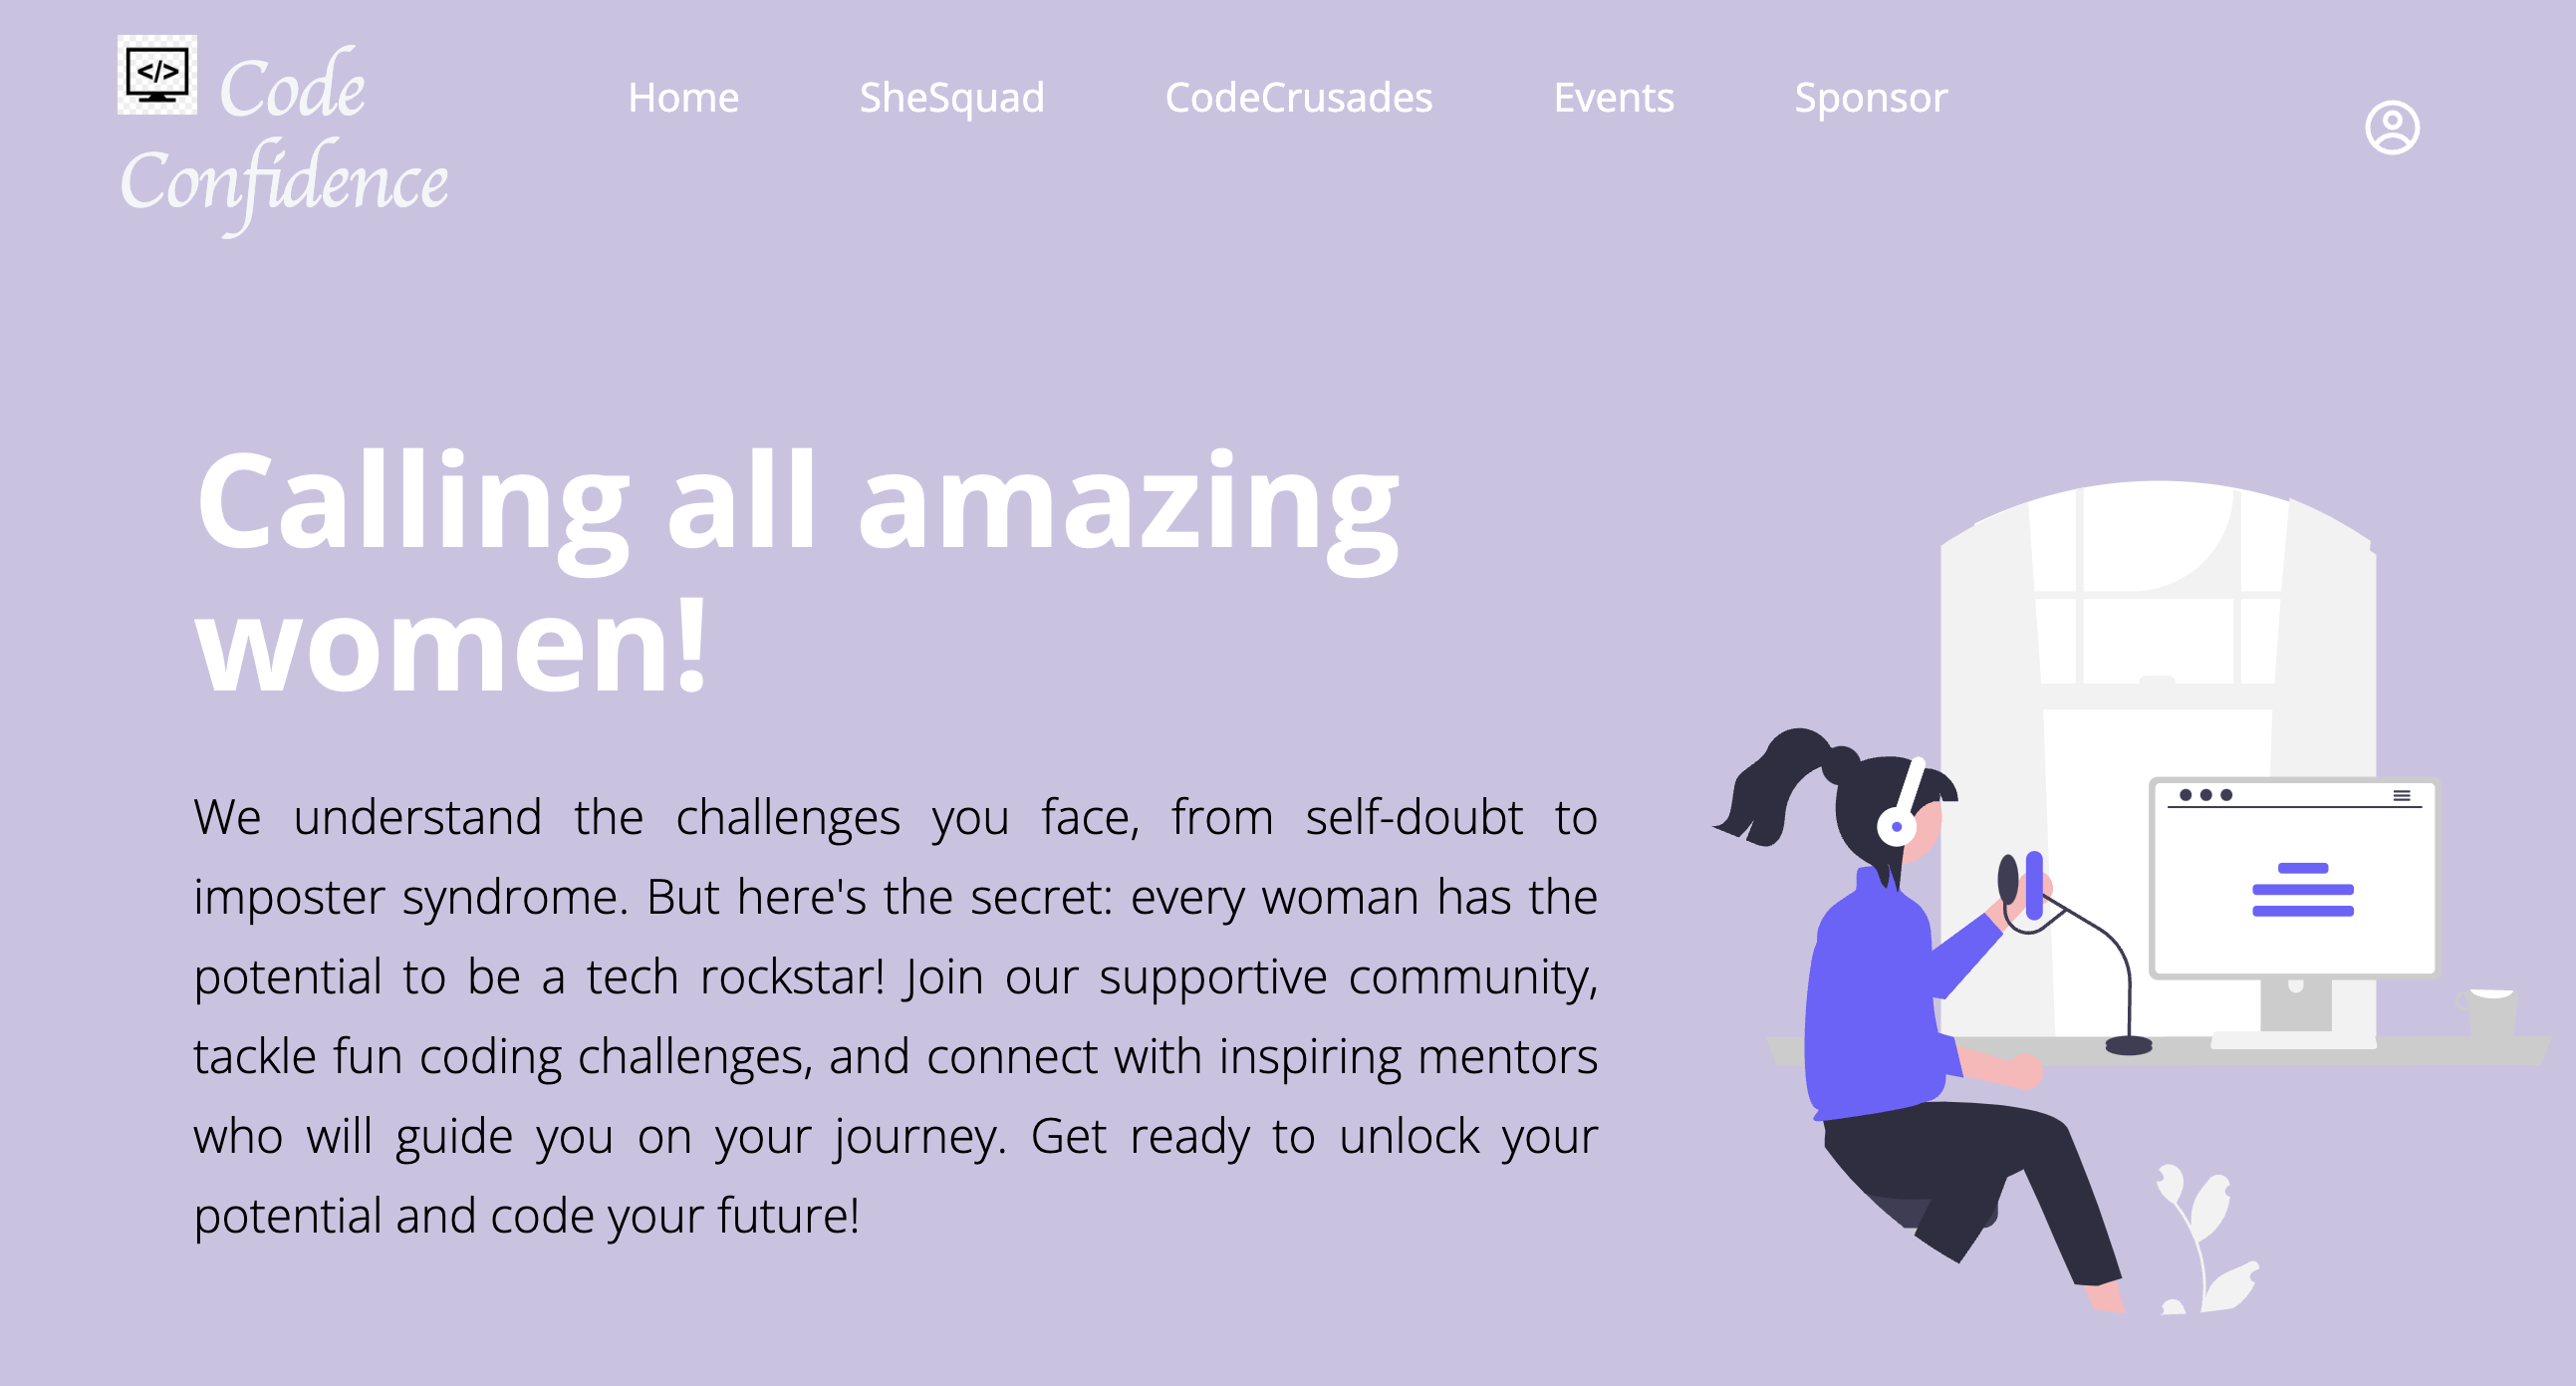 </>
Code
Confidence
Home SheSquad CodeCrusades Events Sponsor
Calling all amazing
women!
We understand the challenges you face, from self-doubt to
imposter syndrome. But here's the secret: every woman has the
potential to be a tech rockstar! Join our supportive community,
tackle fun coding challenges, and connect with inspiring mentors
who will guide you on your journey. Get ready to unlock your
potential and code your future!